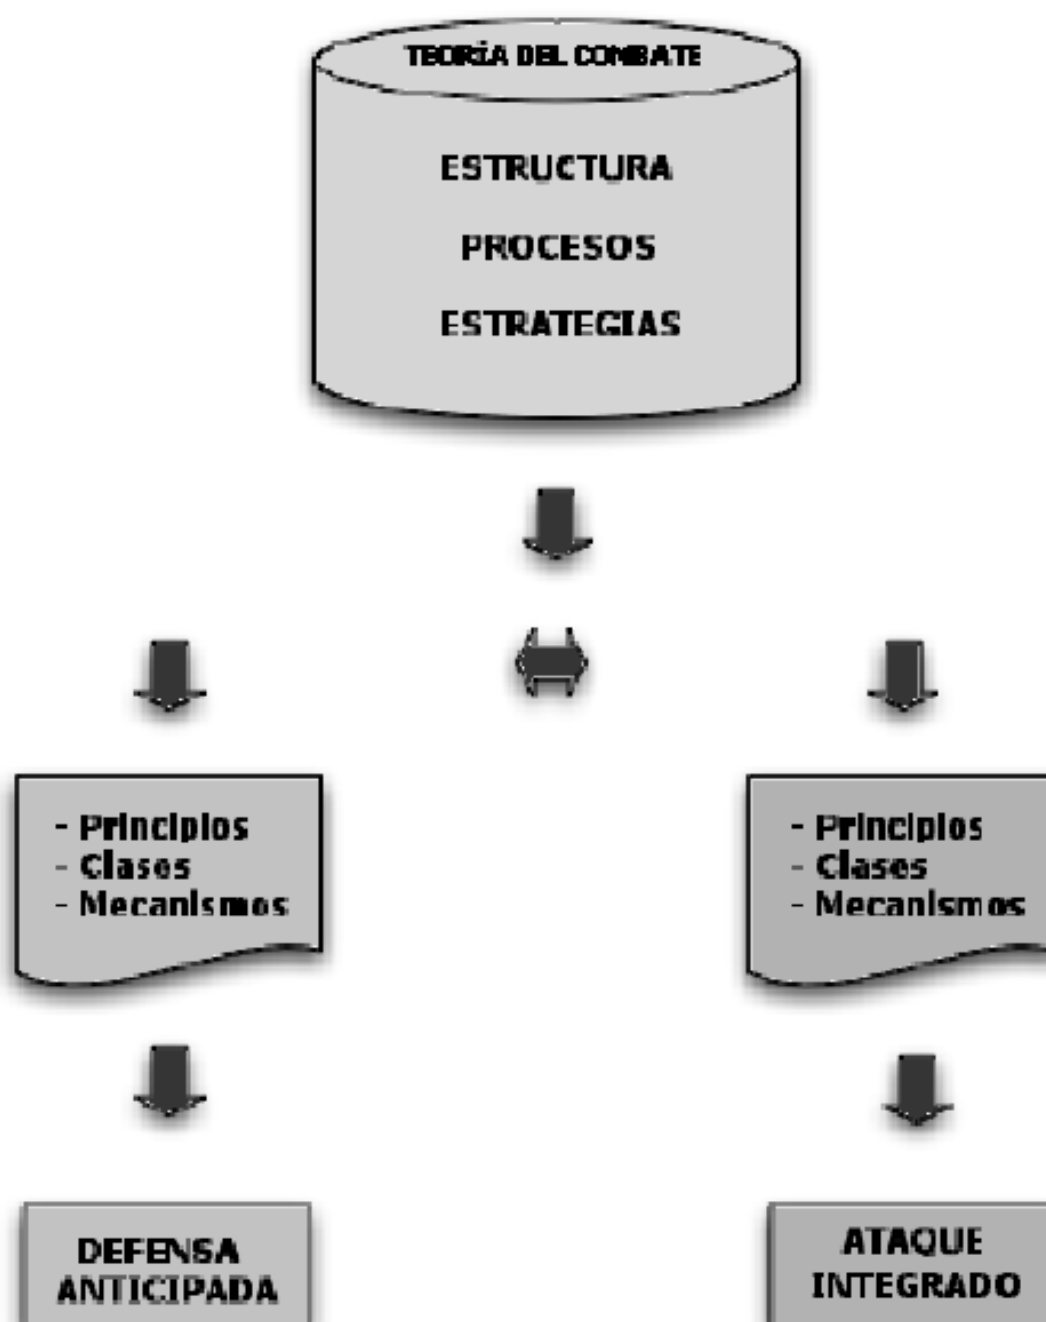 TEORÍA DEL COMBATE
ESTRUCTURA
PROCESOS
ESTRATEGIAS
- Principios
- Clases
- Mecanismos
- Principios
- Clases
- Mecanismos
DEFENSA
ANTICIPADA
ATAQUE
INTEGRADO